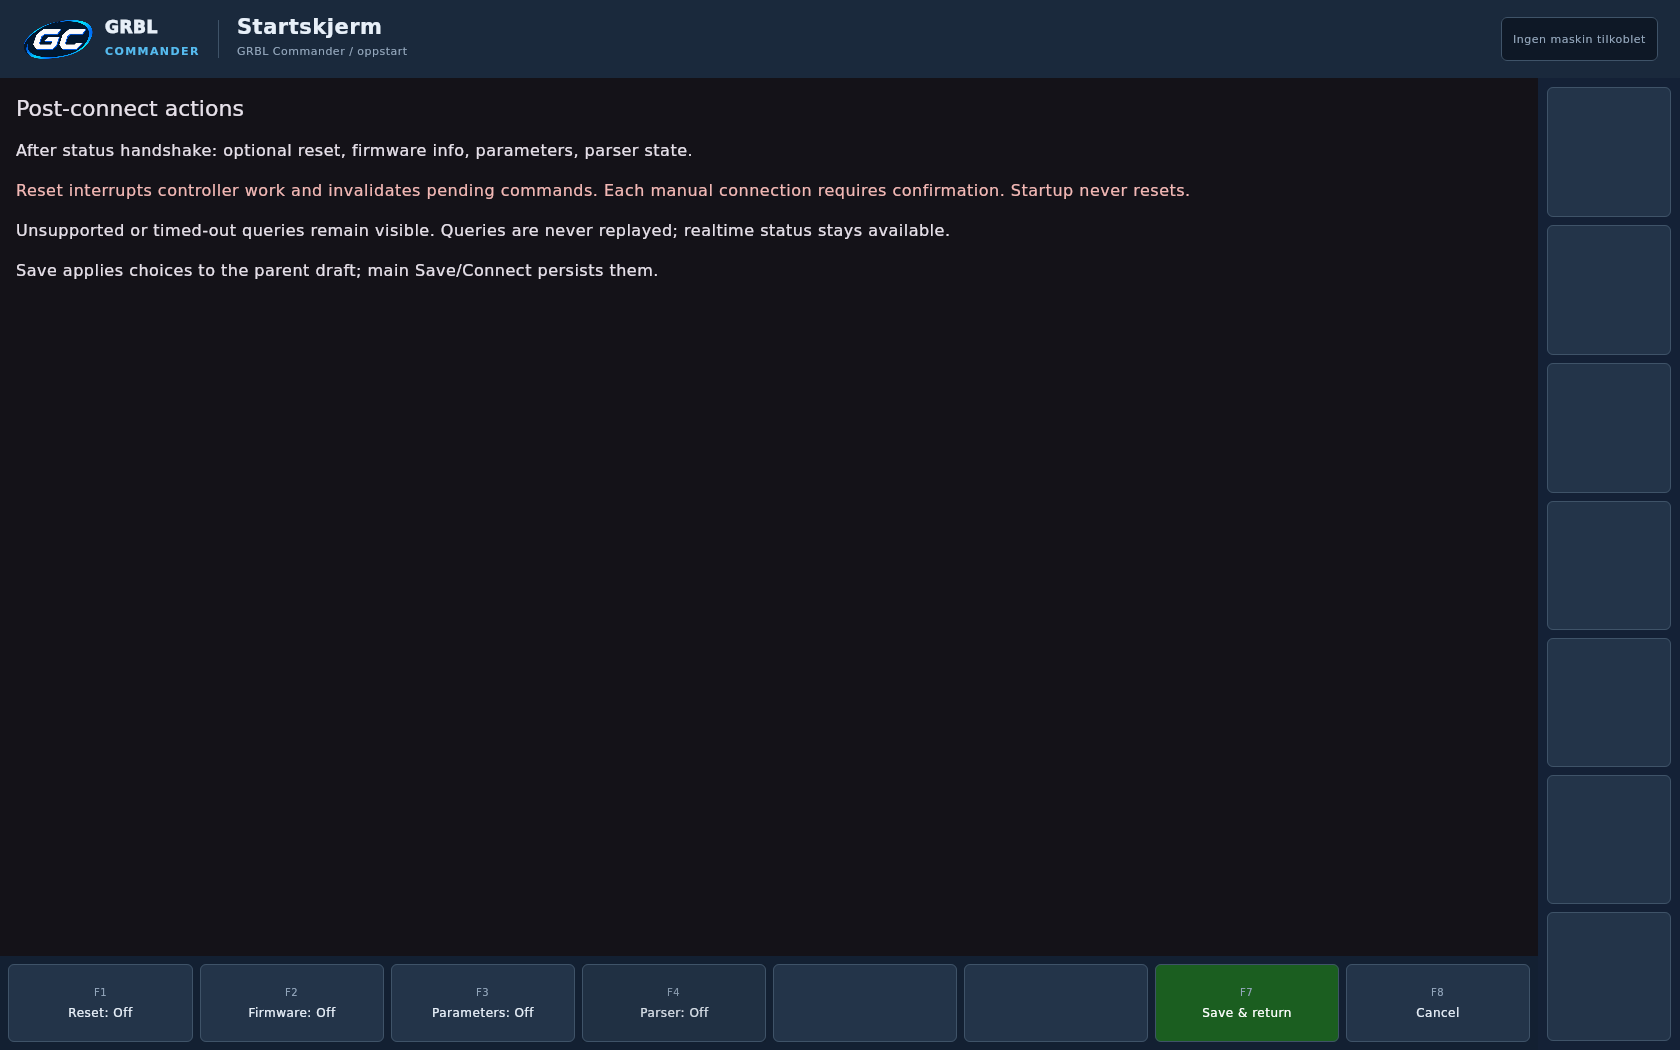 GC
GRBL
COMMANDER
Startskjerm
GRBL Commander / oppstart
Ingen maskin tilkoblet
Post-connect actions
After status handshake: optional reset, firmware info, parameters, parser state.
Reset interrupts controller work and invalidates pending commands. Each manual connection requires confirmation. Startup never resets.
Unsupported or timed-out queries remain visible. Queries are never replayed; realtime status stays available.
Save applies choices to the parent draft; main Save/Connect persists them.
F1
Reset: Off
F2
Firmware: Off
F3
Parameters: Off
F4
Parser: Off
F7
Save & return
F8
Cancel